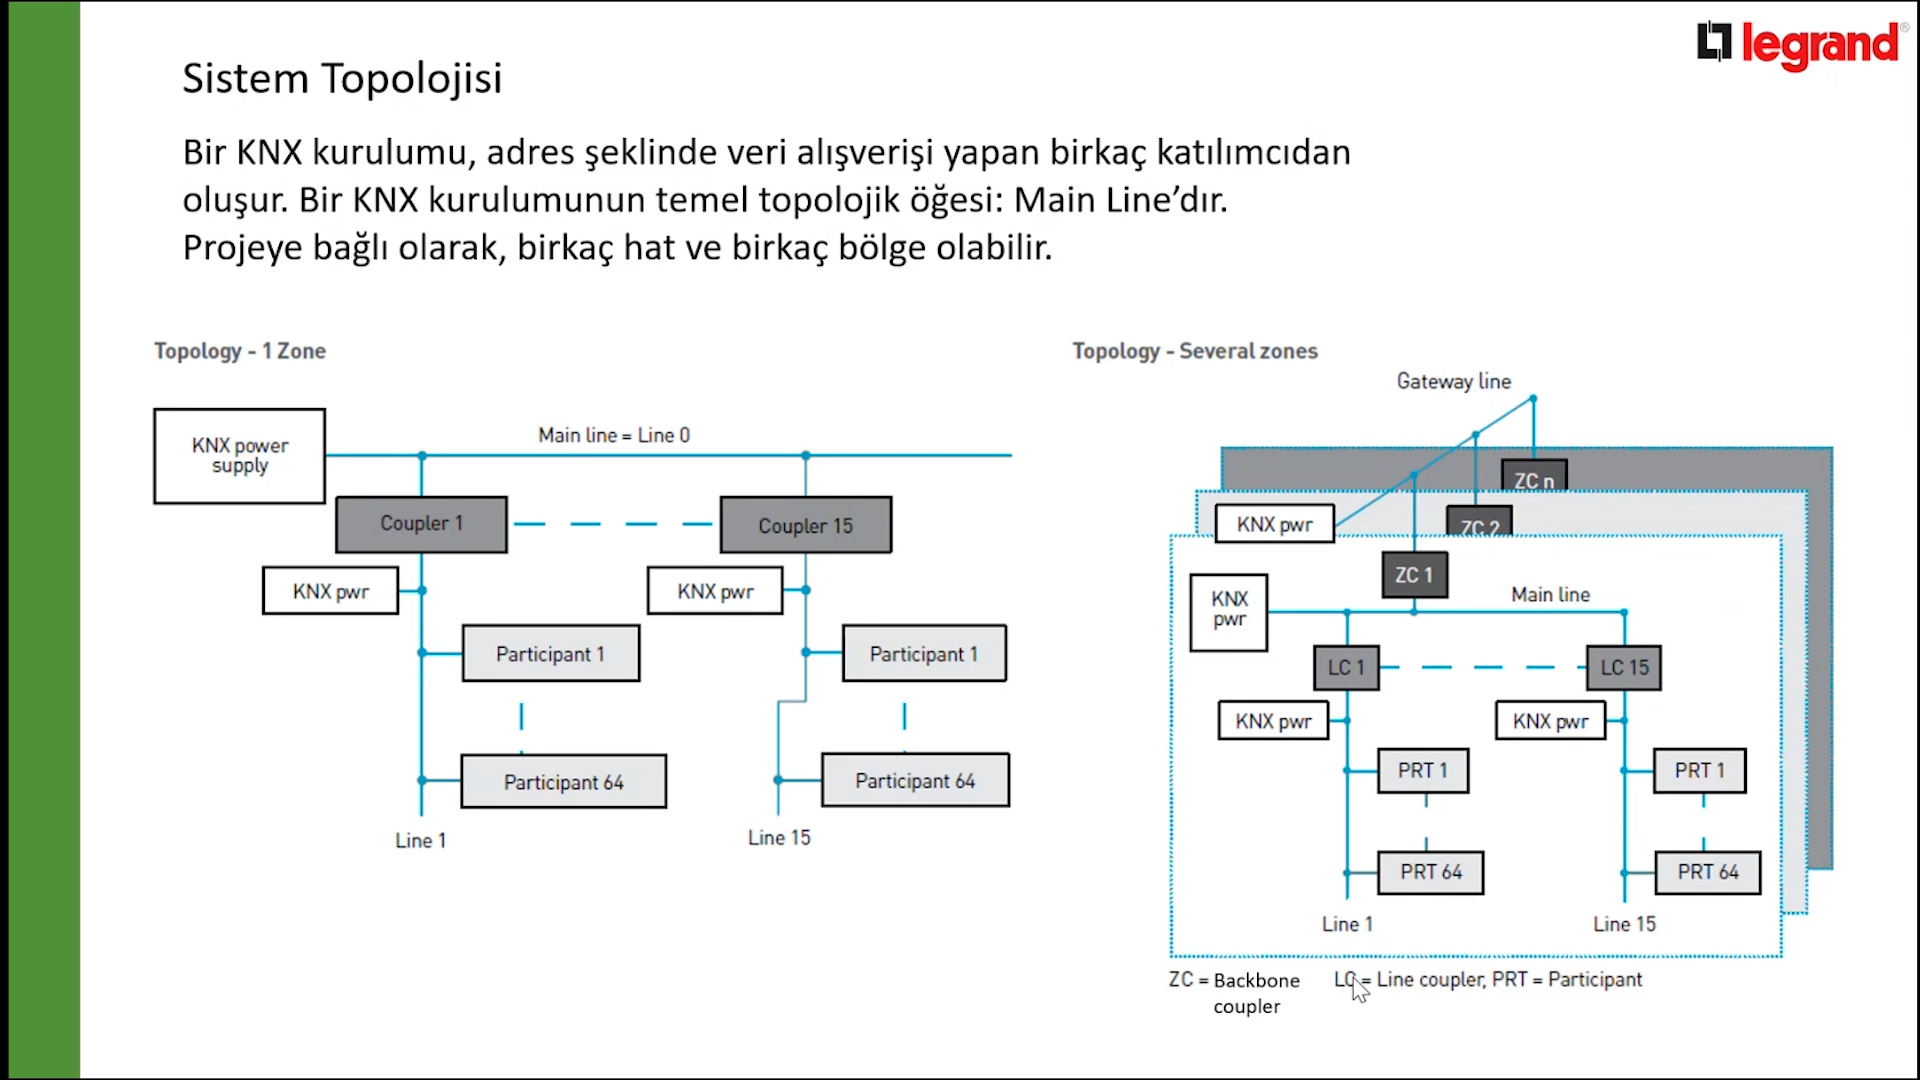 legrand®
Sistem Topolojisi
Bir KNX kurulumu, adres şeklinde veri alışverişi yapan birkaç katılımcıdan
oluşur. Bir KNX kurulumunun temel topolojik öğesi: Main Line’dır.
Projeye bağlı olarak, birkaç hat ve birkaç bölge olabilir.
Topology - 1 Zone
KNX power
supply
Main line = Line 0
Coupler 1
Coupler 15
KNX pwr
KNX pwr
Participant 1
Participant 1
Participant 64
Participant 64
Line 1
Line 15
Topology - Several zones
Gateway line
ZC n
KNX pwr
ZC 2
ZC 1
KNX
pwr
Main line
LC 1
LC 15
KNX pwr
KNX pwr
PRT 1
PRT 1
PRT 64
PRT 64
Line 1
Line 15
ZC = Backbone
coupler
LC = Line coupler, PRT = Participant